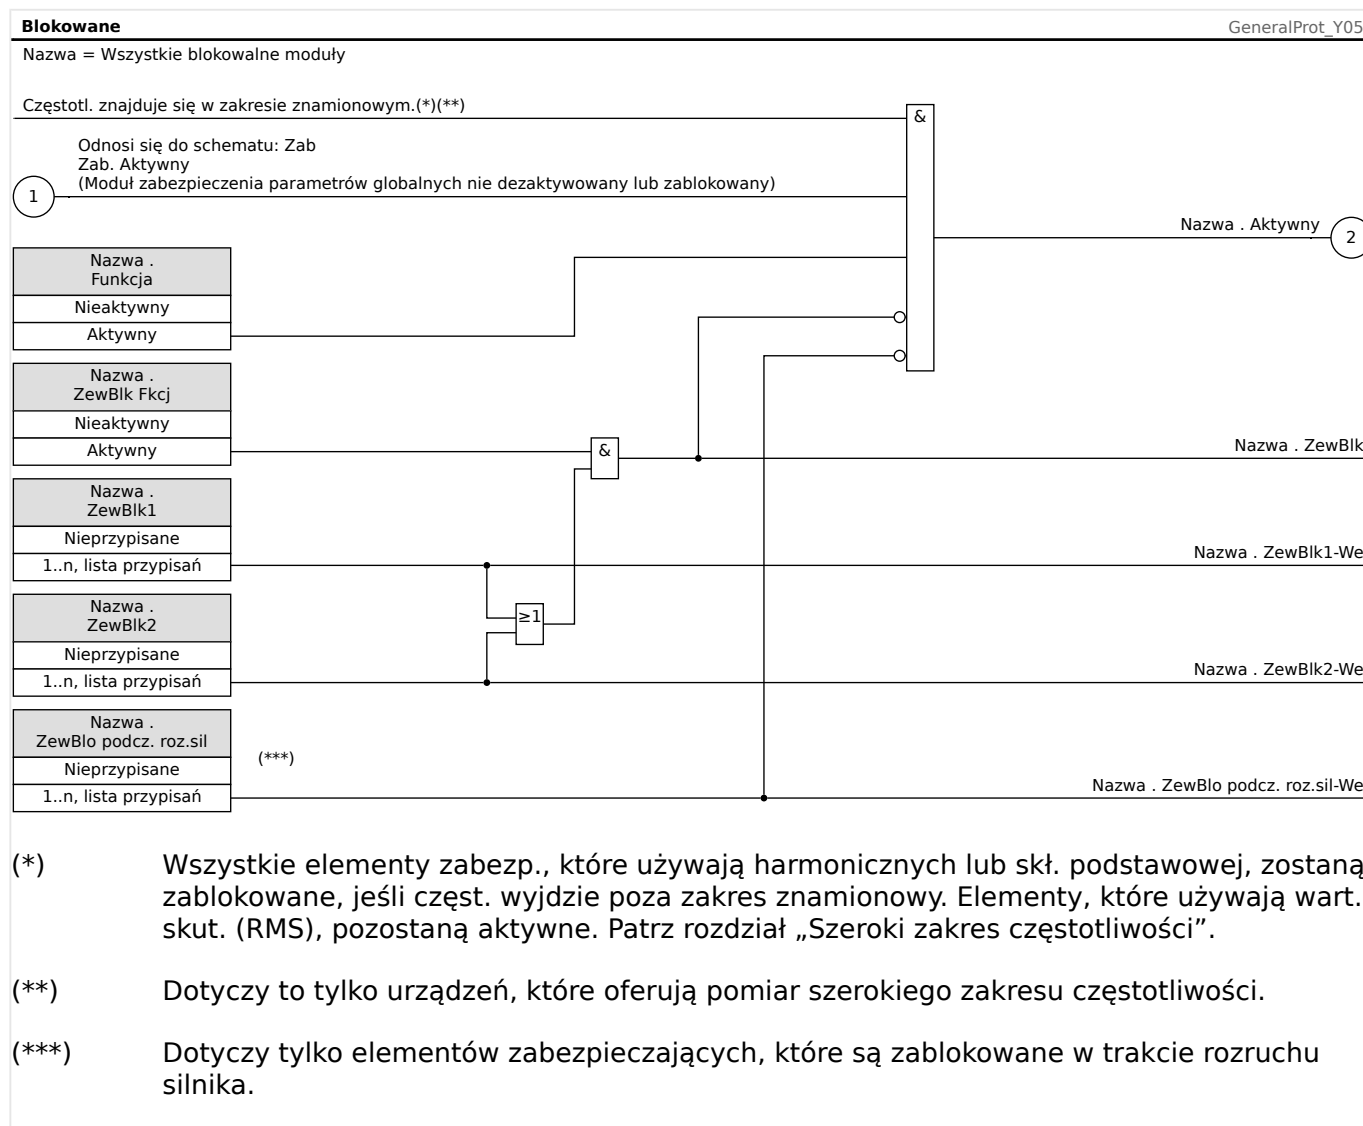 Blokowane
GeneralProt_Y05
Nazwa = Wszystkie blokowalne moduły
Częstotl. znajduje się w zakresie znamionowym.(*)(**)
&
Odnosi się do schematu: Zab
Zab. Aktywny
(Moduł zabezpieczenia parametrów globalnych nie dezaktywowany lub zablokowany)
1
Nazwa . Aktywny
2
Nazwa .
Funkcja
Nieaktywny
Aktywny
Nazwa .
ZewBlk Fkcj
Nieaktywny
Aktywny
&
Nazwa . ZewBlk
Nazwa .
ZewBlk1
Nieprzypisane
1..n, lista przypisań
Nazwa . ZewBlk1-We
≥1
Nazwa .
ZewBlk2
Nieprzypisane
1..n, lista przypisań
Nazwa . ZewBlk2-We
Nazwa .
ZewBlo podcz. roz.sil
Nieprzypisane
1..n, lista przypisań
(***)
Nazwa . ZewBlo podcz. roz.sil-We
(*) Wszystkie elementy zabezp., które używają harmonicznych lub skł. podstawowej, zostaną
zablokowane, jeśli częst. wyjdzie poza zakres znamionowy. Elementy, które używają wart.
skut. (RMS), pozostaną aktywne. Patrz rozdział „Szeroki zakres częstotliwości”.
(**) Dotyczy to tylko urządzeń, które oferują pomiar szerokiego zakresu częstotliwości.
(***) Dotyczy tylko elementów zabezpieczających, które są zablokowane w trakcie rozruchu
silnika.